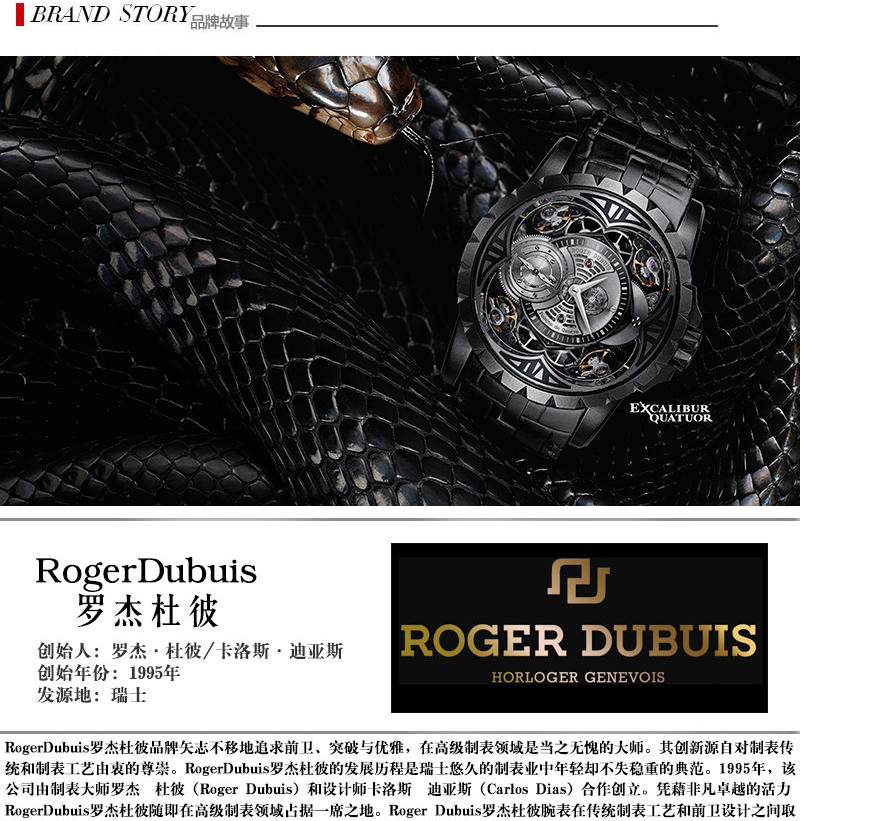 BRAND STORY 品牌故事
ROGER DUBUIS
EXCALIBUR
QUATUOR
RogerDubuis
罗杰杜彼
创始人：罗杰·杜彼/卡洛斯·迪亚斯
创始年份：1995年
发源地：瑞士
ROGER DUBUIS
HORLOGER GENEVOIS
RogerDubuis罗杰杜彼品牌矢志不移地追求前卫、突破与优雅，在高级制表领域是当之无愧的大师。其创新源自对制表传
统和制表工艺由衷的尊崇。RogerDubuis罗杰杜彼的发展历程是瑞士悠久的制表业中年轻却不失稳重的典范。1995年，该
公司由制表大师罗杰　杜彼（Roger Dubuis）和设计师卡洛斯　迪亚斯（Carlos Dias）合作创立。凭藉非凡卓越的活力
RogerDubuis罗杰杜彼随即在高级制表领域占据一席之地。Roger Dubuis罗杰杜彼腕表在传统制表工艺和前卫设计之间取